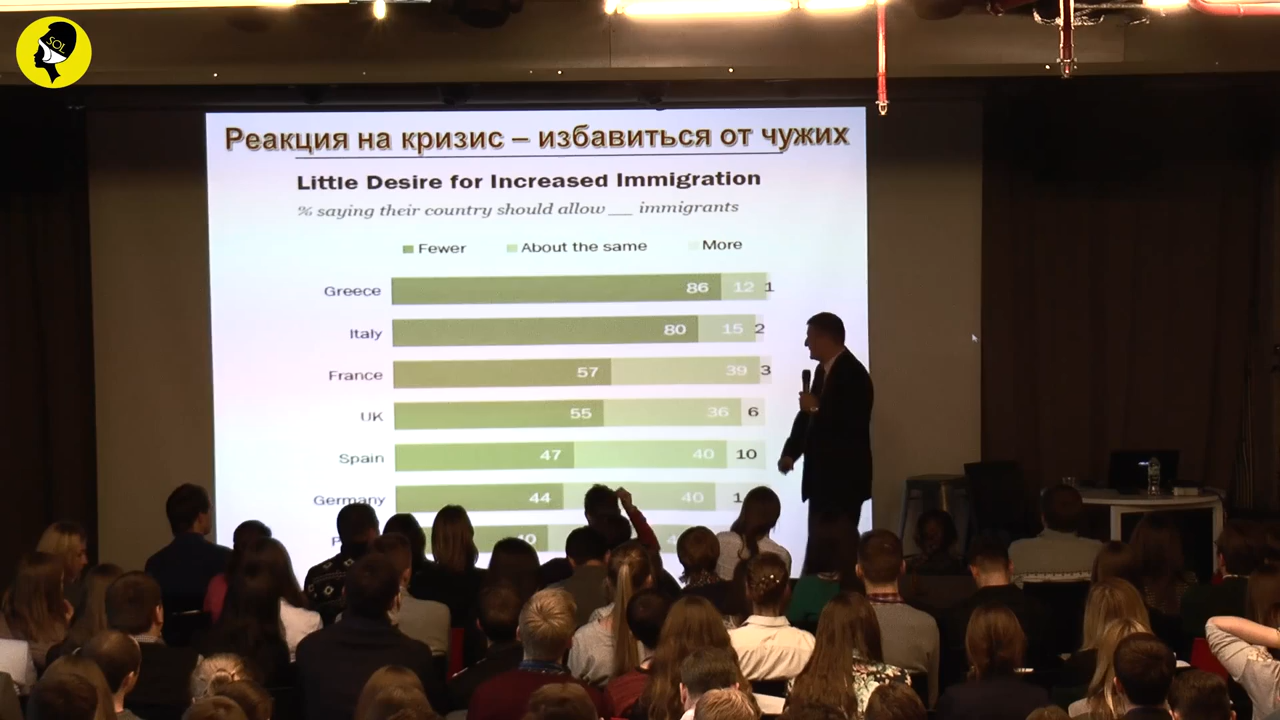 SOL
Реакция на кризис – избавиться от чужих
Little Desire for Increased Immigration
% saying their country should allow ___ immigrants
Fewer About the same More
Greece 86 12 1
Italy 80 15 2
France 57 39 3
UK 55 36 6
Spain 47 40 10
Germany 44 40